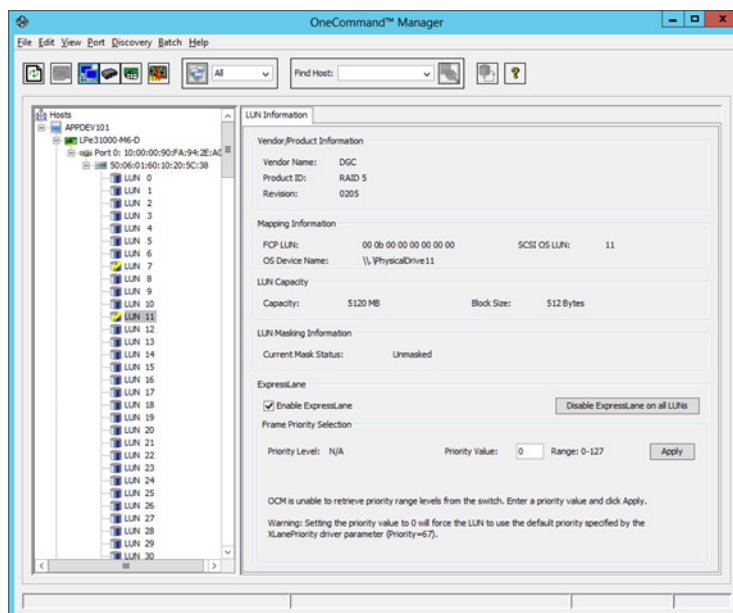 OneCommand™ Manager
File Edit View Port Discovery Batch Help
All
Find Host:
Hosts
APPDEV101
LPe31000-M6-D
Port 0: 10:00:00:90:FA:94:2E:AC
50:06:01:60:10:20:5C:38
LUN 0
LUN 1
LUN 2
LUN 3
LUN 4
LUN 5
LUN 6
LUN 7
LUN 8
LUN 9
LUN 10
LUN 11
LUN 12
LUN 13
LUN 14
LUN 15
LUN 16
LUN 17
LUN 18
LUN 19
LUN 20
LUN 21
LUN 22
LUN 23
LUN 24
LUN 25
LUN 26
LUN 27
LUN 28
LUN 29
LUN 30
LUN Information
Vendor/Product Information
Vendor Name: DGC
Product ID: RAID 5
Revision: 0205
Mapping Information
FCP LUN: 00 0b 00 00 00 00 00 00 SCSI OS LUN: 11
OS Device Name: \\.\PhysicalDrive11
LUN Capacity
Capacity: 5120 MB Block Size: 512 Bytes
LUN Masking Information
Current Mask Status: Unmasked
ExpressLane
Enable ExpressLane Disable ExpressLane on all LUNs
Frame Priority Selection
Priority Level: N/A Priority Value: 0 Range: 0-127 Apply
OCM is unable to retrieve priority range levels from the switch. Enter a priority value and click Apply.
Warning: Setting the priority value to 0 will force the LUN to use the default priority specified by the
XLanePriority driver parameter (Priority=67).